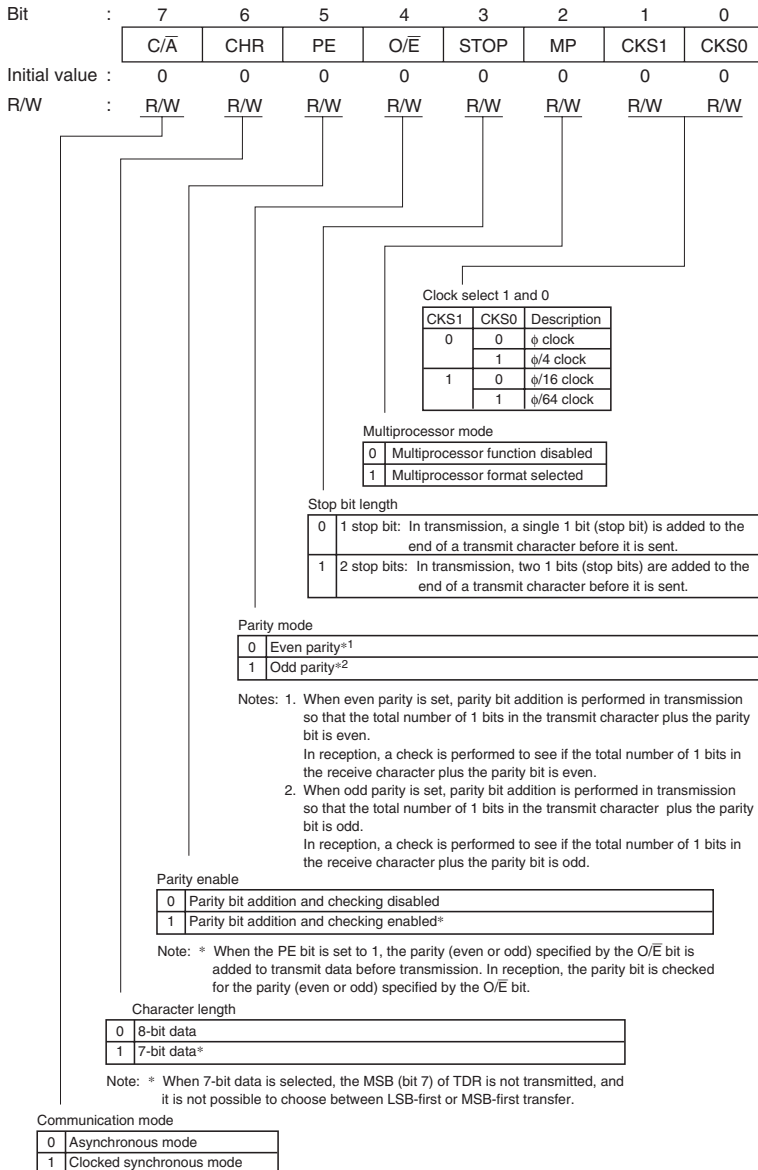 Bit : 7 6 5 4 3 2 1 0
C/A̅ CHR PE O/E̅ STOP MP CKS1 CKS0
Initial value : 0 0 0 0 0 0 0 0
R/W : R/W R/W R/W R/W R/W R/W R/W R/W
Clock select 1 and 0
CKS1 CKS0 Description
0 0 φ clock
1 φ/4 clock
1 0 φ/16 clock
1 φ/64 clock
Multiprocessor mode
0 Multiprocessor function disabled
1 Multiprocessor format selected
Stop bit length
0 1 stop bit: In transmission, a single 1 bit (stop bit) is added to the
end of a transmit character before it is sent.
1 2 stop bits: In transmission, two 1 bits (stop bits) are added to the
end of a transmit character before it is sent.
Parity mode
0 Even parity*1
1 Odd parity*2
Notes: 1. When even parity is set, parity bit addition is performed in transmission
so that the total number of 1 bits in the transmit character plus the parity
bit is even.
In reception, a check is performed to see if the total number of 1 bits in
the receive character plus the parity bit is even.
2. When odd parity is set, parity bit addition is performed in transmission
so that the total number of 1 bits in the transmit character plus the parity
bit is odd.
In reception, a check is performed to see if the total number of 1 bits in
the receive character plus the parity bit is odd.
Parity enable
0 Parity bit addition and checking disabled
1 Parity bit addition and checking enabled*
Note: * When the PE bit is set to 1, the parity (even or odd) specified by the O/E̅ bit is
added to transmit data before transmission. In reception, the parity bit is checked
for the parity (even or odd) specified by the O/E̅ bit.
Character length
0 8-bit data
1 7-bit data*
Note: * When 7-bit data is selected, the MSB (bit 7) of TDR is not transmitted, and
it is not possible to choose between LSB-first or MSB-first transfer.
Communication mode
0 Asynchronous mode
1 Clocked synchronous mode